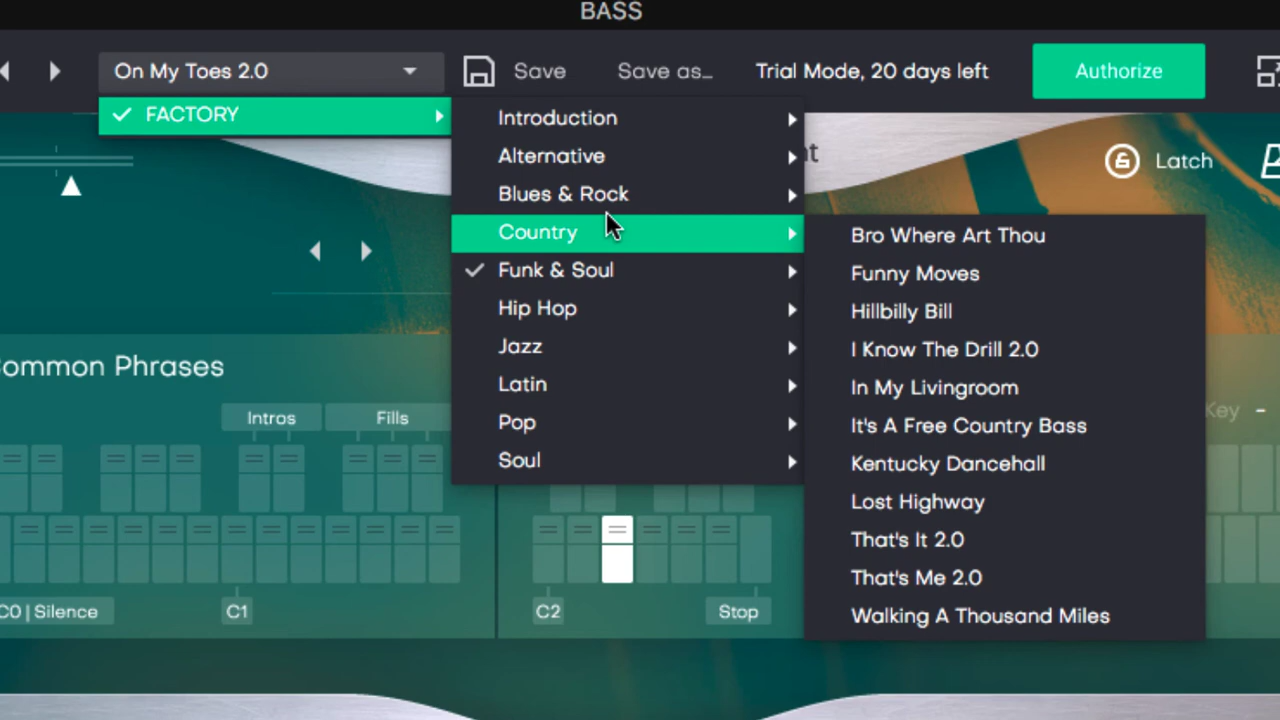 BASS
On My Toes 2.0
Save
Save as...
Trial Mode, 20 days left
Authorize
FACTORY
Introduction
Alternative
Blues & Rock
Country
Funk & Soul
Hip Hop
Jazz
Latin
Pop
Soul
Latch
Bro Where Art Thou
Funny Moves
Hillbilly Bill
I Know The Drill 2.0
In My Livingroom
It's A Free Country Bass
Kentucky Dancehall
Lost Highway
That's It 2.0
That's Me 2.0
Walking A Thousand Miles
ommon Phrases
Intros
Fills
Key -
C0 | Silence
C1
C2
Stop